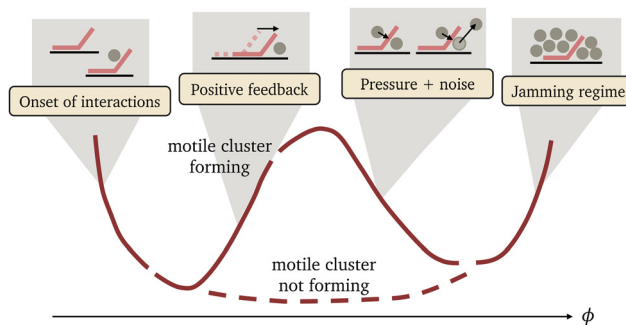 Onset of interactions
Positive feedback
Pressure + noise
Jamming regime
motile cluster
forming
motile cluster
not forming
ϕ